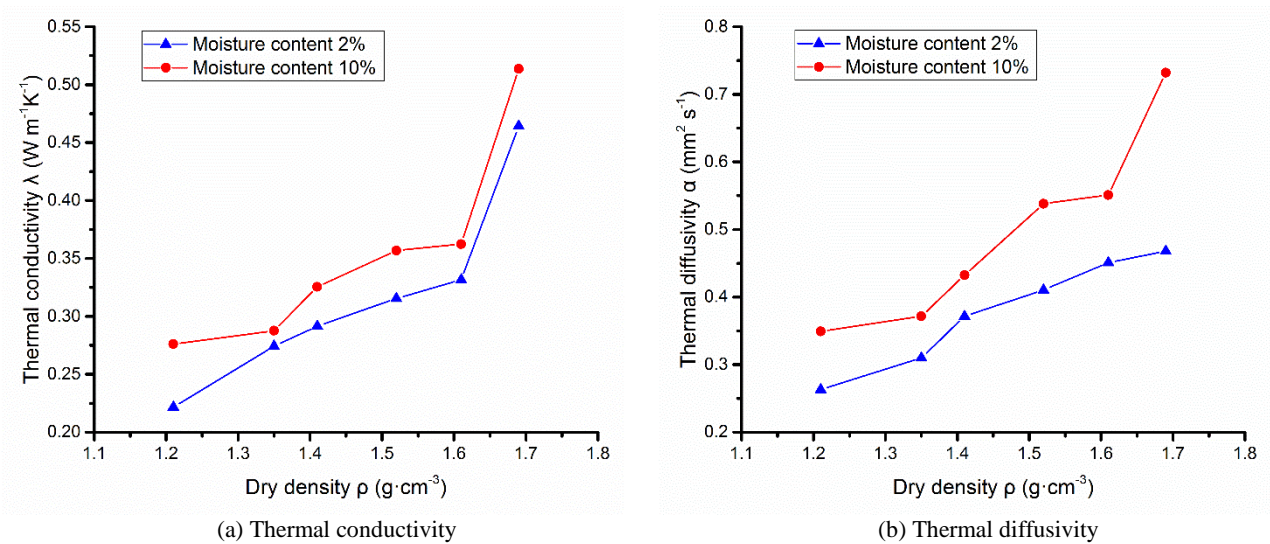 Thermal conductivity λ (W m⁻¹K⁻¹)
0.55
0.50
0.45
0.40
0.35
0.30
0.25
0.20
Moisture content 2%
Moisture content 10%
1.1 1.2 1.3 1.4 1.5 1.6 1.7 1.8
Dry density ρ (g·cm⁻³)
(a) Thermal conductivity
Thermal diffusivity α (mm² s⁻¹)
0.8
0.7
0.6
0.5
0.4
0.3
0.2
Moisture content 2%
Moisture content 10%
1.1 1.2 1.3 1.4 1.5 1.6 1.7 1.8
Dry density ρ (g·cm⁻³)
(b) Thermal diffusivity